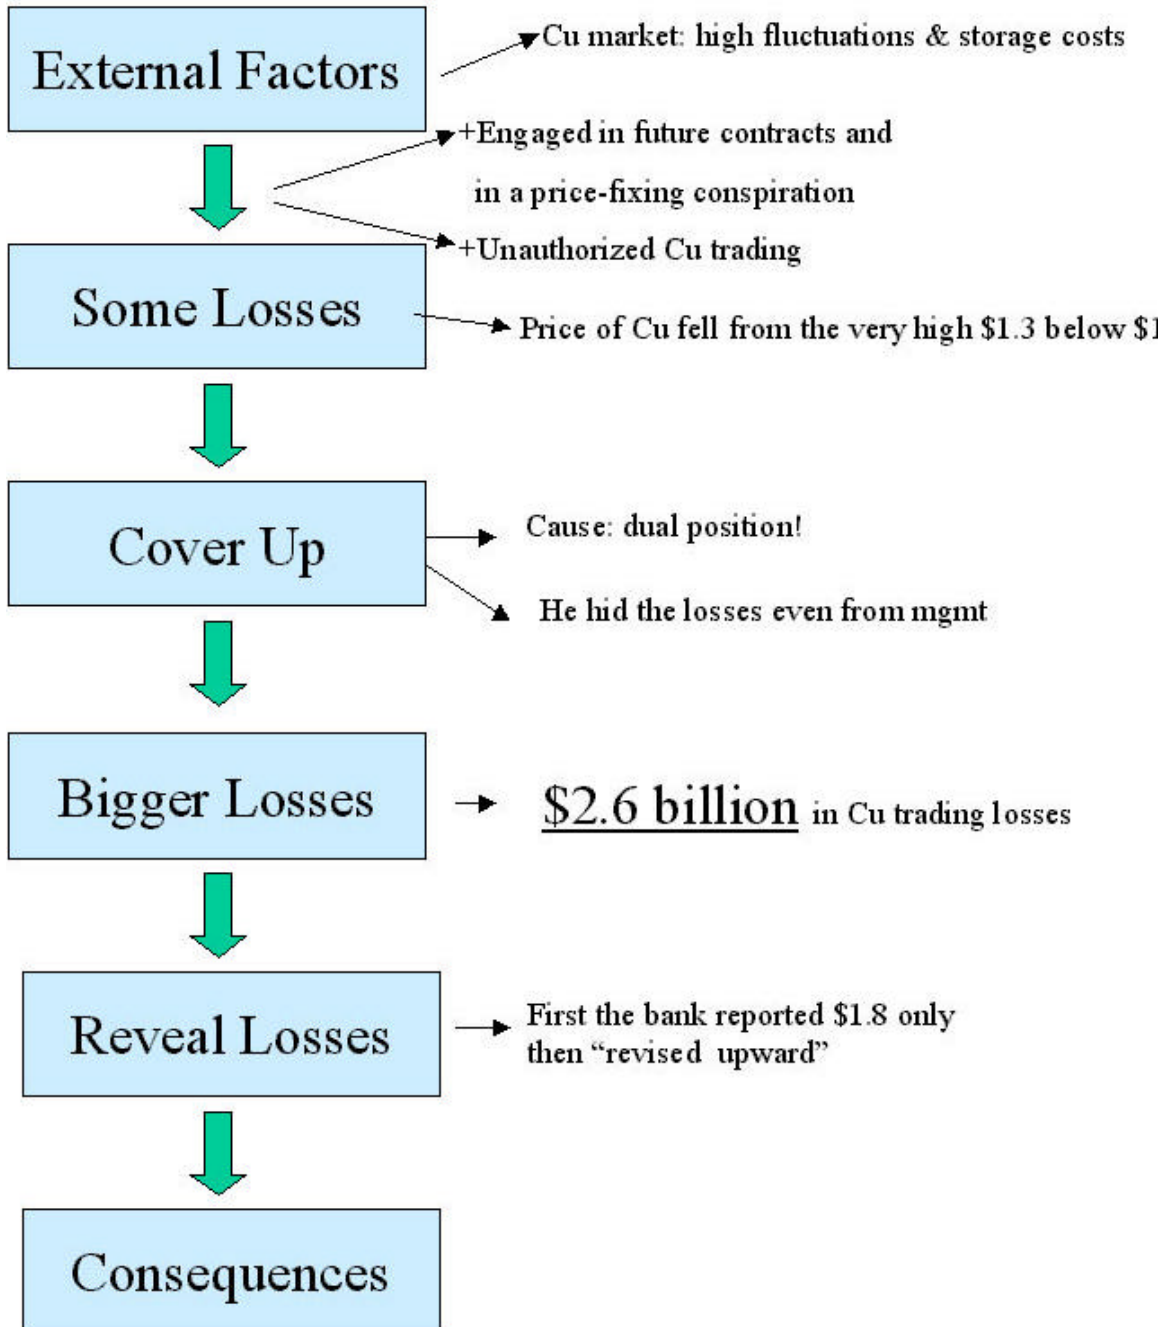 External Factors
Cu market: high fluctuations & storage costs
+Engaged in future contracts and
in a price-fixing conspiration
+Unauthorized Cu trading
Some Losses
Price of Cu fell from the very high $1.3 below $1
Cover Up
Cause: dual position!
He hid the losses even from mgmt
Bigger Losses
$2.6 billion in Cu trading losses
Reveal Losses
First the bank reported $1.8 only
then “revised upward”
Consequences